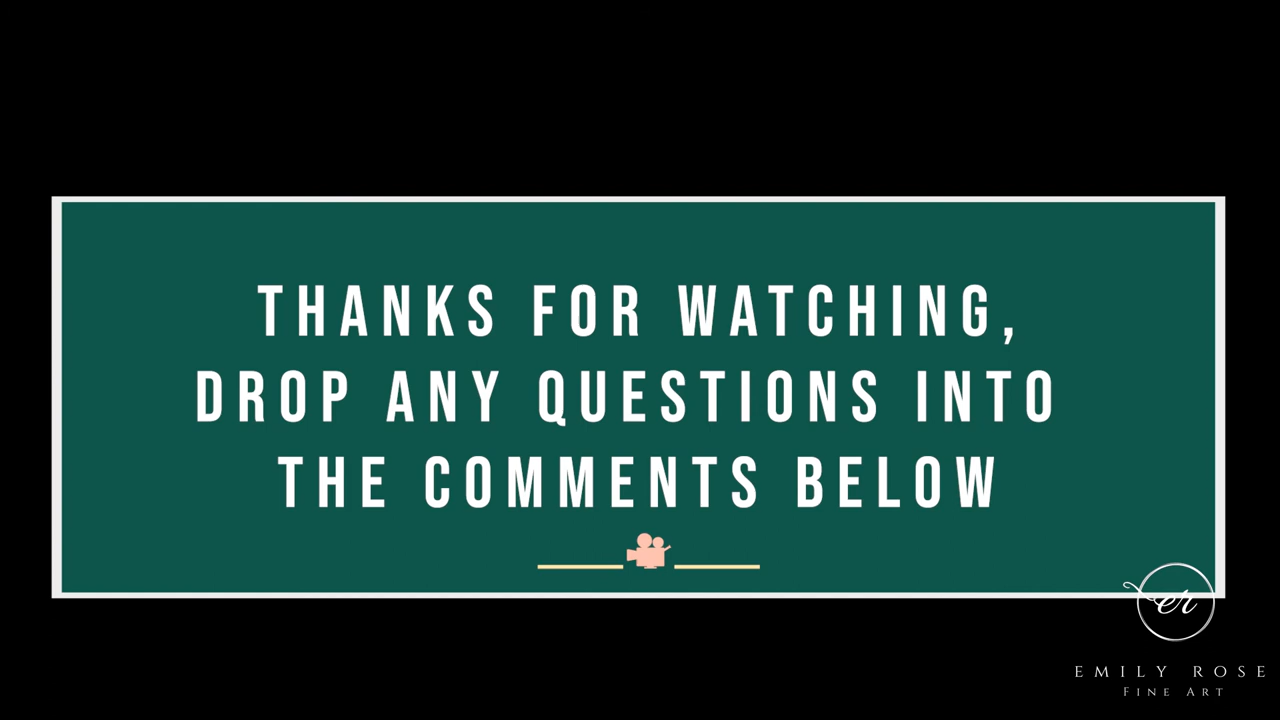 THANKS FOR WATCHING,
DROP ANY QUESTIONS INTO
THE COMMENTS BELOW
er
EMILY ROSE
FINE ART